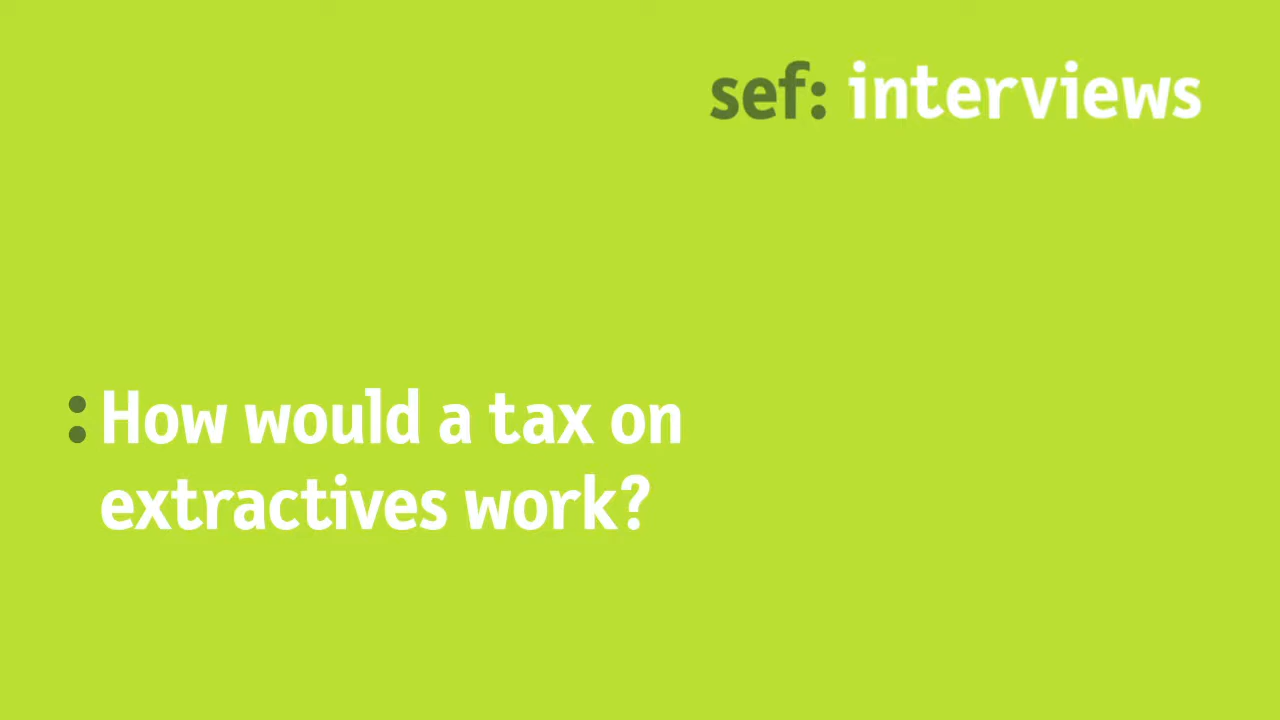 sef: interviews
: How would a tax on
extractives work?